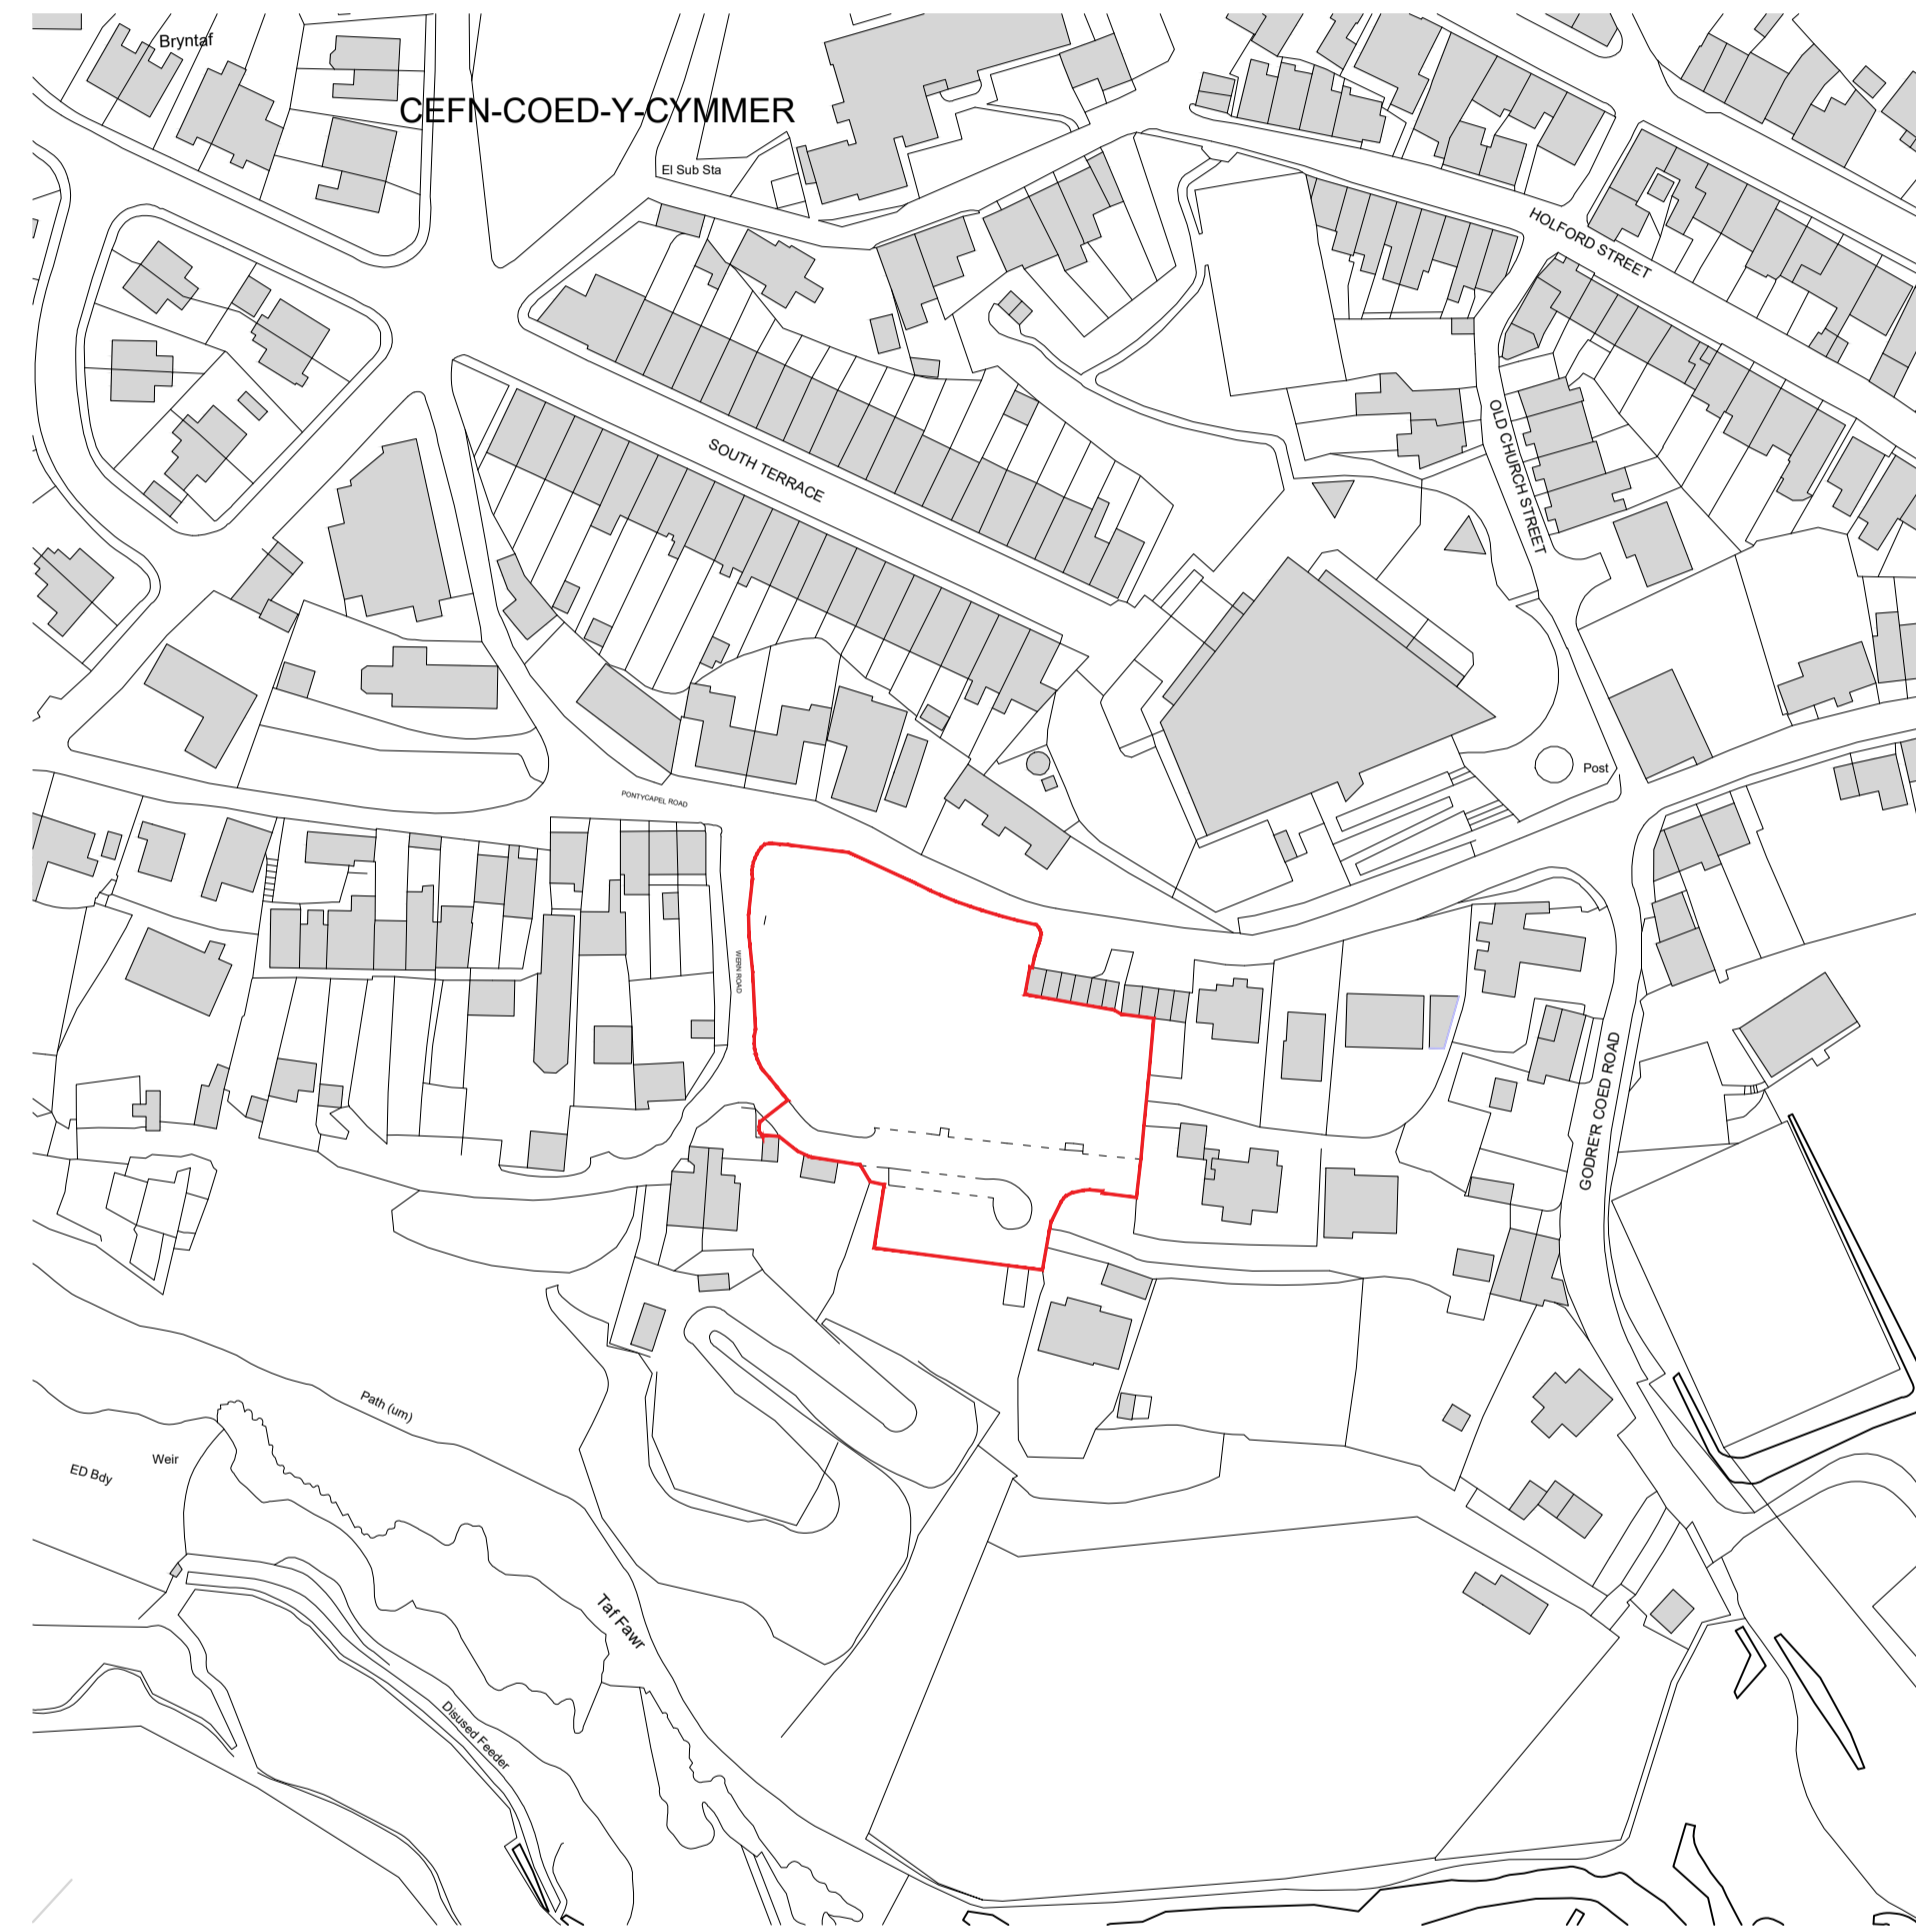 Bryntaf
CEFN-COED-Y-CYMMER
El Sub Sta
HOLFORD STREET
OLD CHURCH STREET
SOUTH TERRACE
Post
PONTYCAPEL ROAD
WERN ROAD
GODRE'R COED ROAD
Path (um)
Weir
ED Bdy
Taf Fawr
Disused Feeder